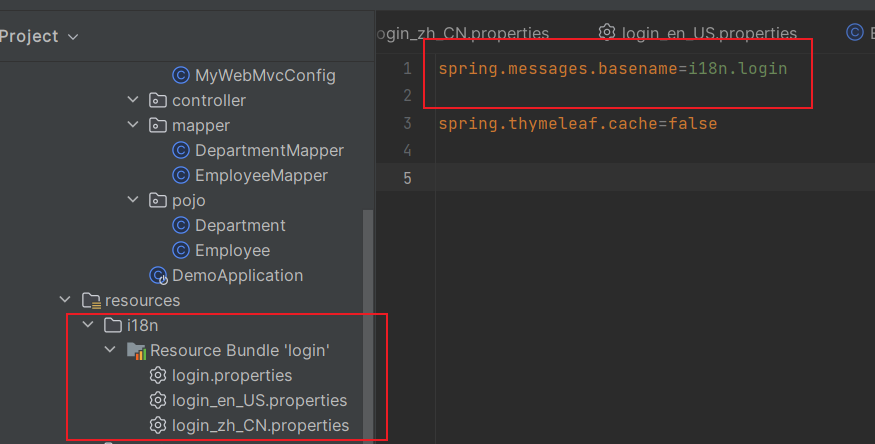 Project
MyWebMvcConfig
controller
mapper
DepartmentMapper
EmployeeMapper
pojo
Department
Employee
DemoApplication
resources
i18n
Resource Bundle 'login'
login.properties
login_en_US.properties
login_zh_CN.properties
ogin_zh_CN.properties login_en_US.properties
1 spring.messages.basename=i18n.login
2
3 spring.thymeleaf.cache=false
4
5